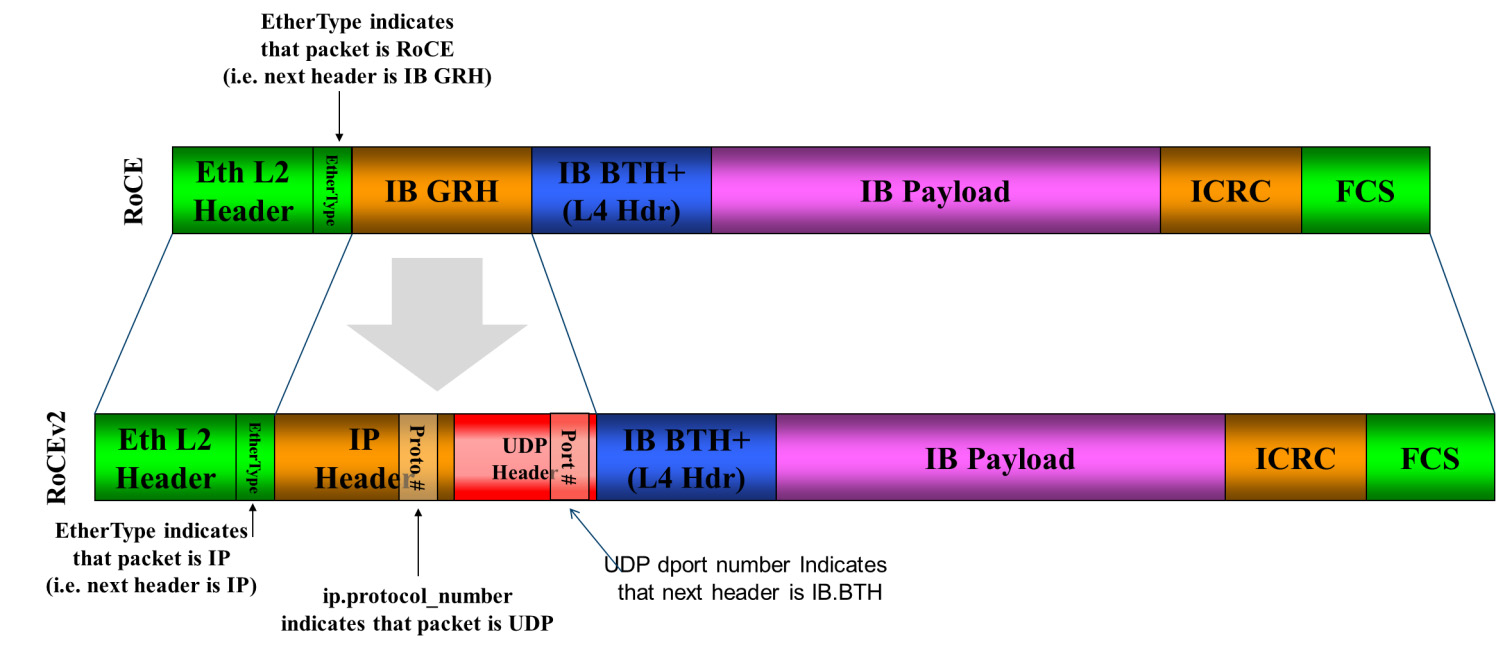 EtherType indicates
that packet is RoCE
(i.e. next header is IB GRH)
RoCE
Eth L2
Header
EtherType
IB GRH
IB BTH+
(L4 Hdr)
IB Payload
ICRC
FCS
RoCEv2
Eth L2
Header
EtherType
IP
Header
Proto #
UDP
Header
Port #
IB BTH+
(L4 Hdr)
IB Payload
ICRC
FCS
EtherType indicates
that packet is IP
(i.e. next header is IP)
ip.protocol_number
indicates that packet is UDP
UDP dport number Indicates
that next header is IB.BTH